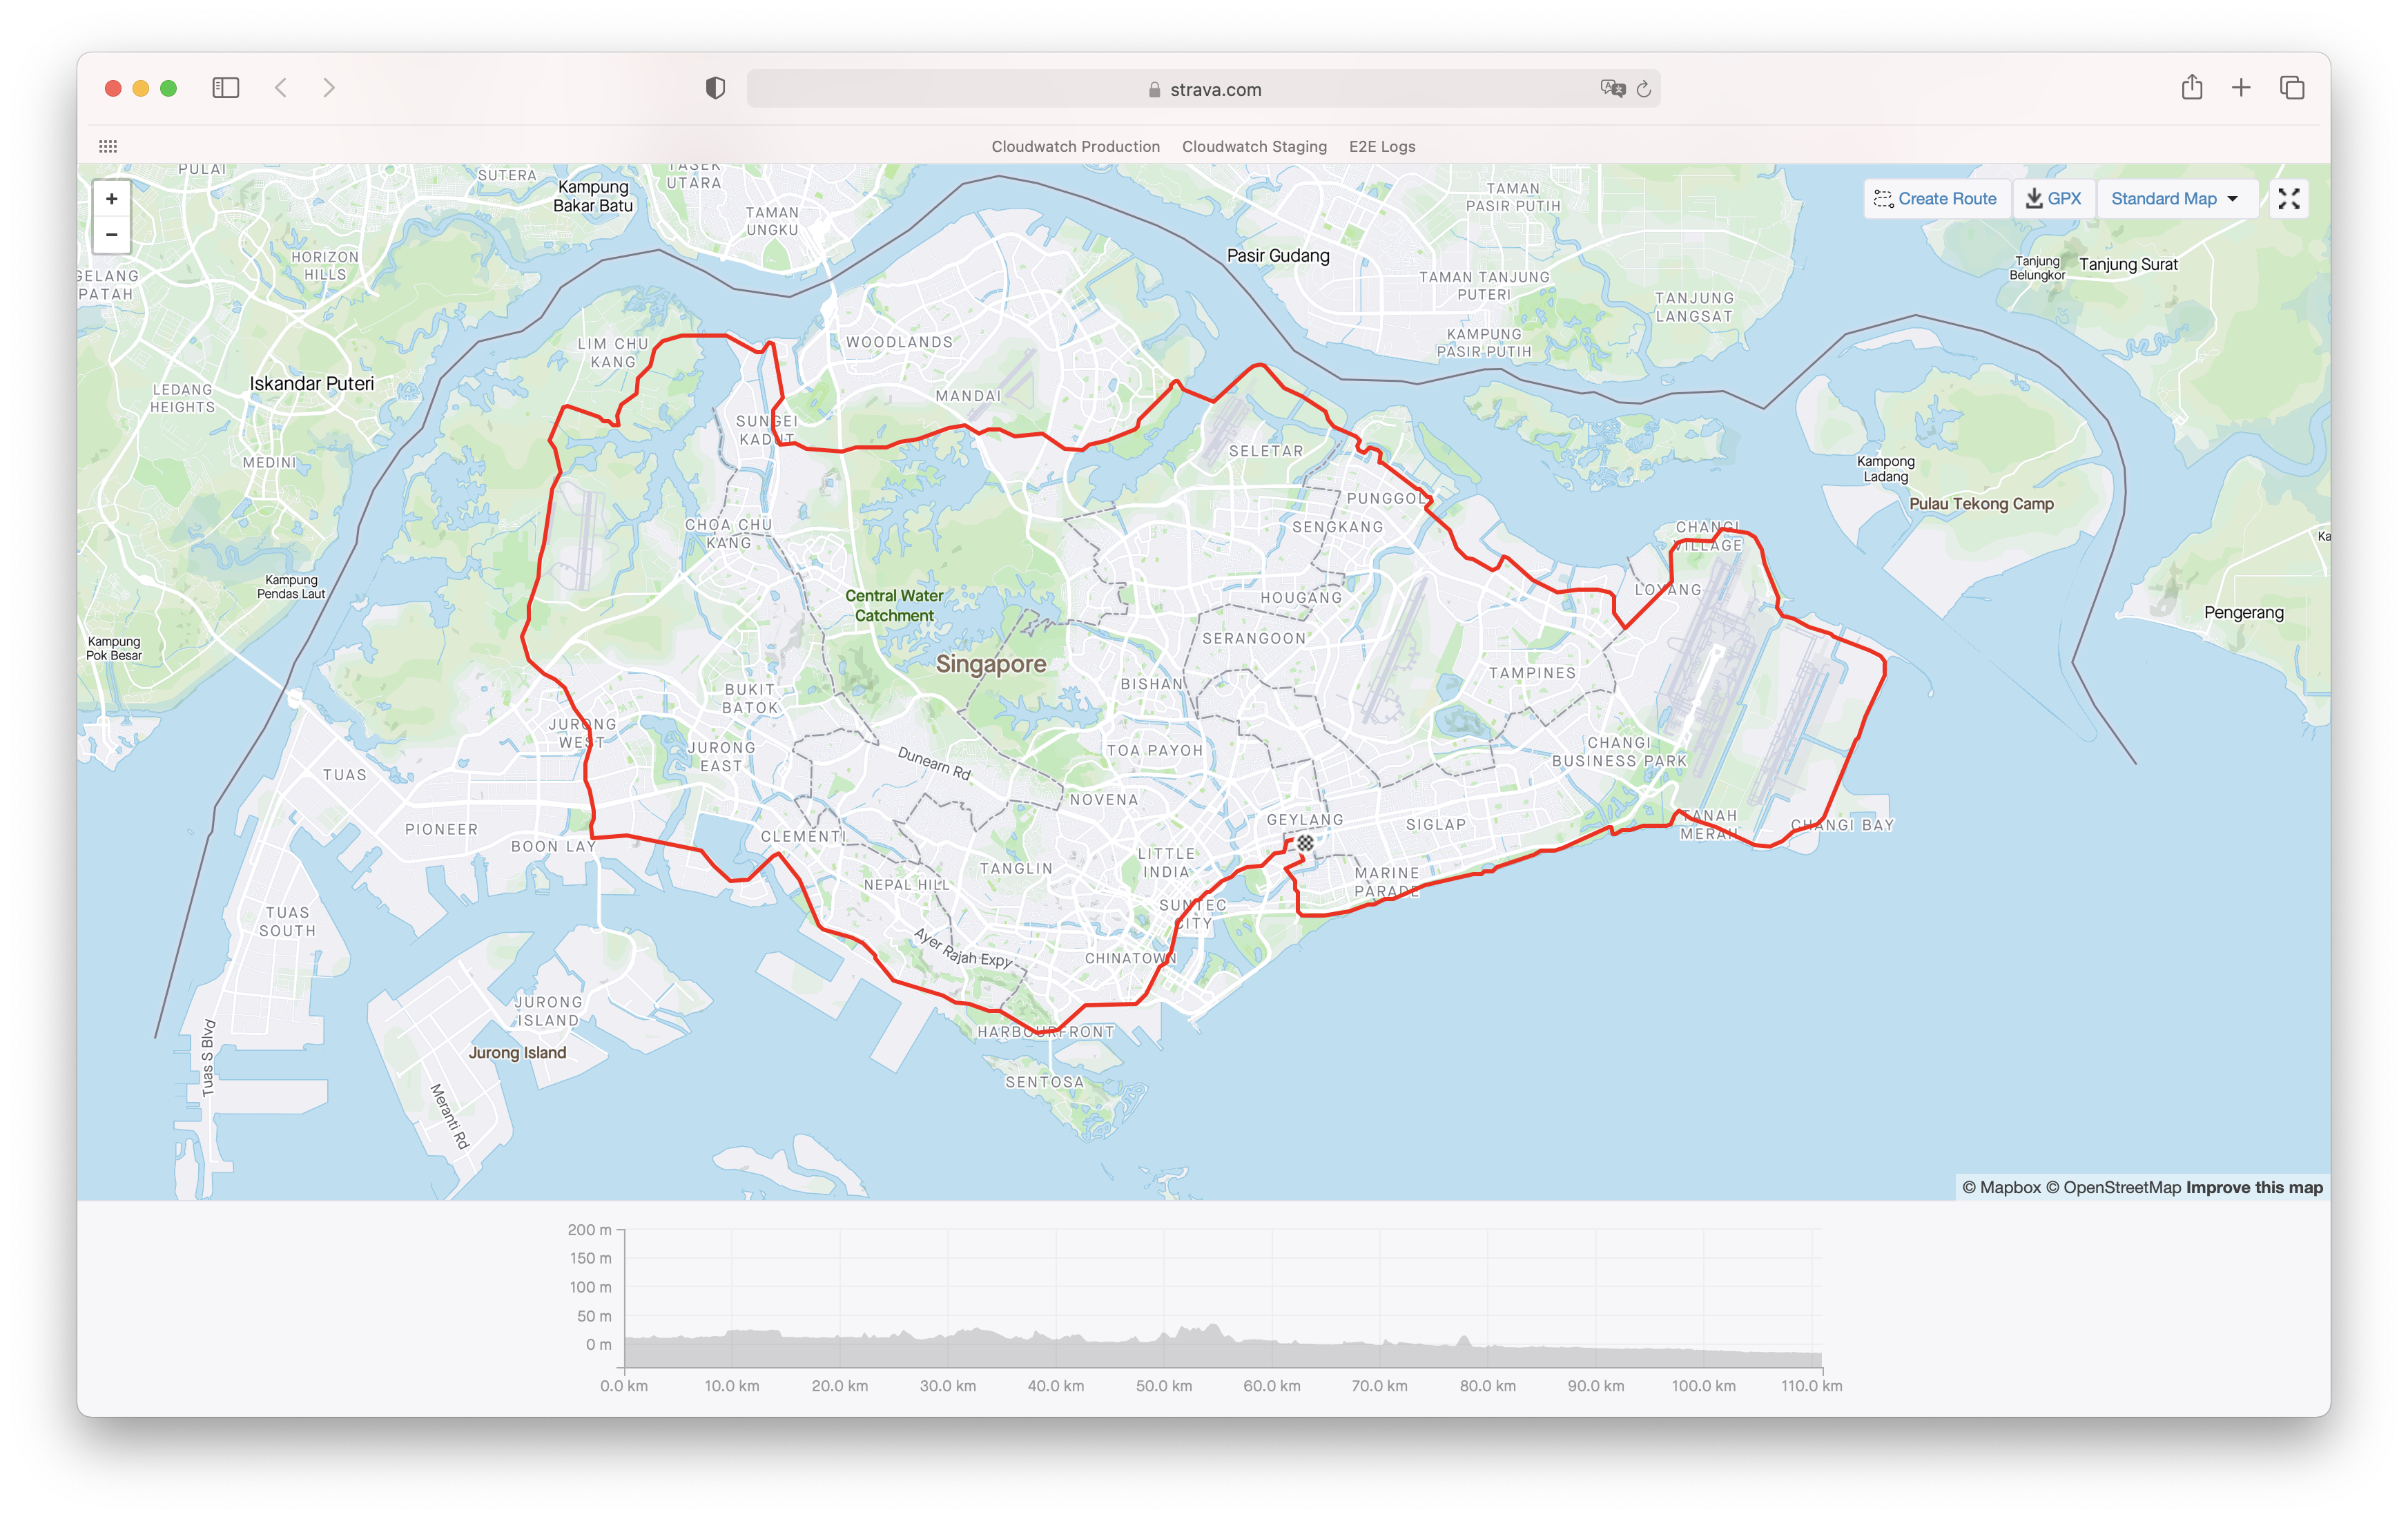 strava.com
Cloudwatch Production
Cloudwatch Staging
E2E Logs
+
−
Create Route
GPX
Standard Map
PULAI
SUTERA
Kampung
Bakar Batu
TASEK
UTARA
TAMAN
UNGKU
TAMAN
PASIR PUTIH
Pasir Gudang
HORIZON
HILLS
GELANG
PATAH
TAMAN TANJUNG
PUTERI
TANJUNG
LANGSAT
Tanjung
Belungkor
Tanjung Surat
KAMPUNG
PASIR PUTIH
LIM CHU
KANG
WOODLANDS
LEDANG
HEIGHTS
Iskandar Puteri
MANDAI
SUNGEI
KADUT
MEDINI
SELETAR
Kampong
Ladang
Pulau Tekong Camp
PUNGGOL
SENGKANG
CHOA CHU
KANG
CHANGI
VILLAGE
Ka
Kampung
Pendas Laut
Central Water
Catchment
HOUGANG
LOYANG
Pengerang
Kampung
Pok Besar
SERANGOON
Singapore
TAMPINES
BISHAN
BUKIT
BATOK
JURONG
WEST
JURONG
EAST
TOA PAYOH
CHANGI
BUSINESS PARK
Dunearn Rd
TUAS
NOVENA
PIONEER
BOON LAY
CLEMENTI
GEYLANG
SIGLAP
TANAH
MERAH
CHANGI BAY
LITTLE
INDIA
TANGLIN
NEPAL HILL
MARINE
PARADE
TUAS
SOUTH
SUNTEC
CITY
Ayer Rajah Expy
CHINATOWN
JURONG
ISLAND
HARBOURFRONT
Jurong Island
Tuas S Blvd
SENTOSA
Meranti Rd
© Mapbox © OpenStreetMap Improve this map
200 m
150 m
100 m
50 m
0 m
0.0 km
10.0 km
20.0 km
30.0 km
40.0 km
50.0 km
60.0 km
70.0 km
80.0 km
90.0 km
100.0 km
110.0 km